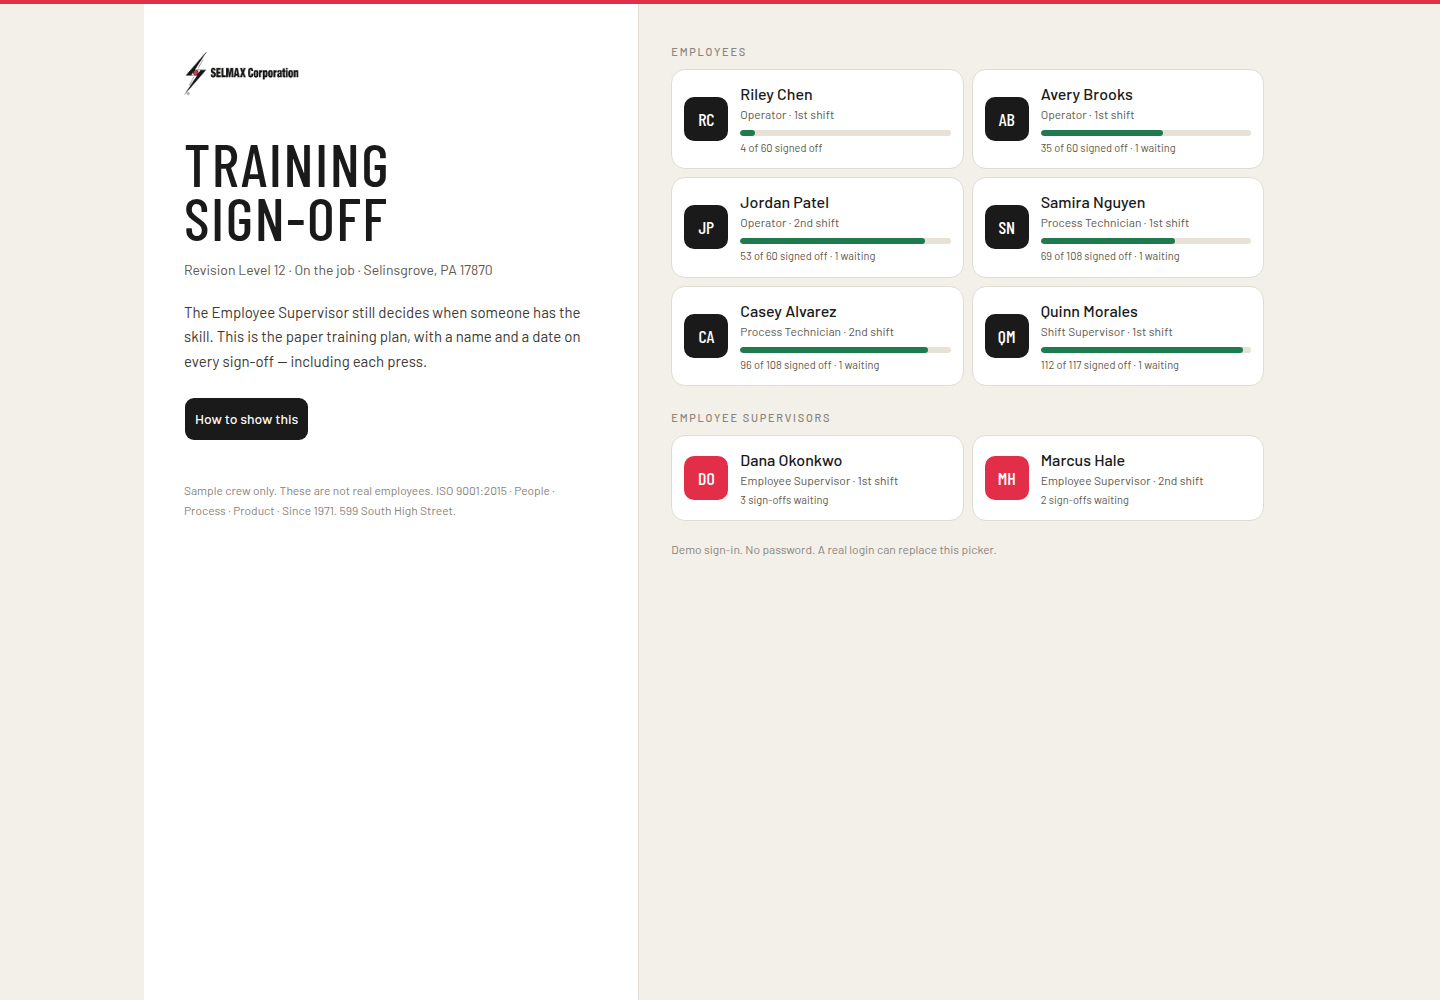 SELMAX Corporation
TRAINING
SIGN-OFF
Revision Level 12 · On the job · Selinsgrove, PA 17870
The Employee Supervisor still decides when someone has the
skill. This is the paper training plan, with a name and a date on
every sign-off — including each press.
How to show this
Sample crew only. These are not real employees. ISO 9001:2015 · People ·
Process · Product · Since 1971. 599 South High Street.
EMPLOYEES
RC
Riley Chen
Operator · 1st shift
4 of 60 signed off
AB
Avery Brooks
Operator · 1st shift
35 of 60 signed off · 1 waiting
JP
Jordan Patel
Operator · 2nd shift
53 of 60 signed off · 1 waiting
SN
Samira Nguyen
Process Technician · 1st shift
69 of 108 signed off · 1 waiting
CA
Casey Alvarez
Process Technician · 2nd shift
96 of 108 signed off · 1 waiting
QM
Quinn Morales
Shift Supervisor · 1st shift
112 of 117 signed off · 1 waiting
EMPLOYEE SUPERVISORS
DO
Dana Okonkwo
Employee Supervisor · 1st shift
3 sign-offs waiting
MH
Marcus Hale
Employee Supervisor · 2nd shift
2 sign-offs waiting
Demo sign-in. No password. A real login can replace this picker.